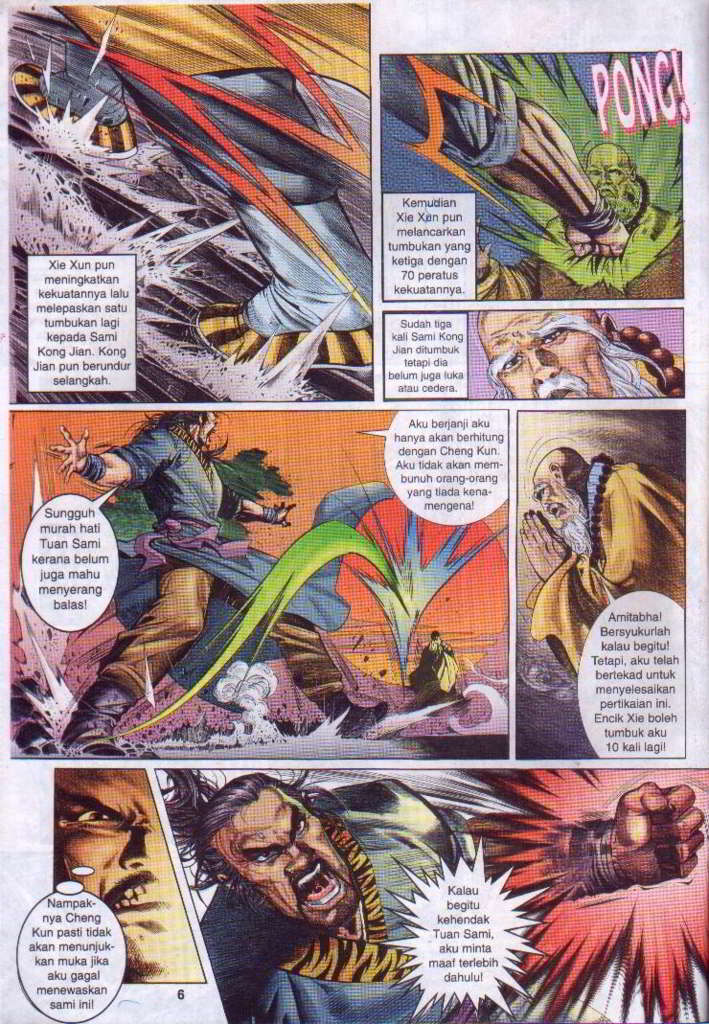 Xie Xun pun
meningkatkan
kekuatannya lalu
melepaskan satu
tumbukan lagi
kepada Sami
Kong Jian. Kong
Jian pun berundur
selangkah.
PONG!
Kemudian
Xie Xun pun
melancarkan
tumbukan yang
ketiga dengan
70 peratus
kekuatannya.
Sudah tiga
kali Sami Kong
Jian ditumbuk
tetapi dia
belum juga luka
atau cedera.
Sungguh
murah hati
Tuan Sami
kerana belum
juga mahu
menyerang
balas!
Aku berjanji aku
hanya akan berhitung
dengan Cheng Kun.
Aku tidak akan mem-
bunuh orang-orang
yang tiada kena-
mengena!
Amitabha!
Bersyukurlah
kalau begitu!
Tetapi, aku telah
bertekad untuk
menyelesaikan
pertikaian ini.
Encik Xie boleh
tumbuk aku
10 kali lagi!
Nampak-
nya Cheng
Kun pasti tidak
akan menunjuk-
kan muka jika
aku gagal
menewaskan
sami ini!
Kalau
begitu
kehendak
Tuan Sami,
aku minta
maaf terlebih
dahulu!
6